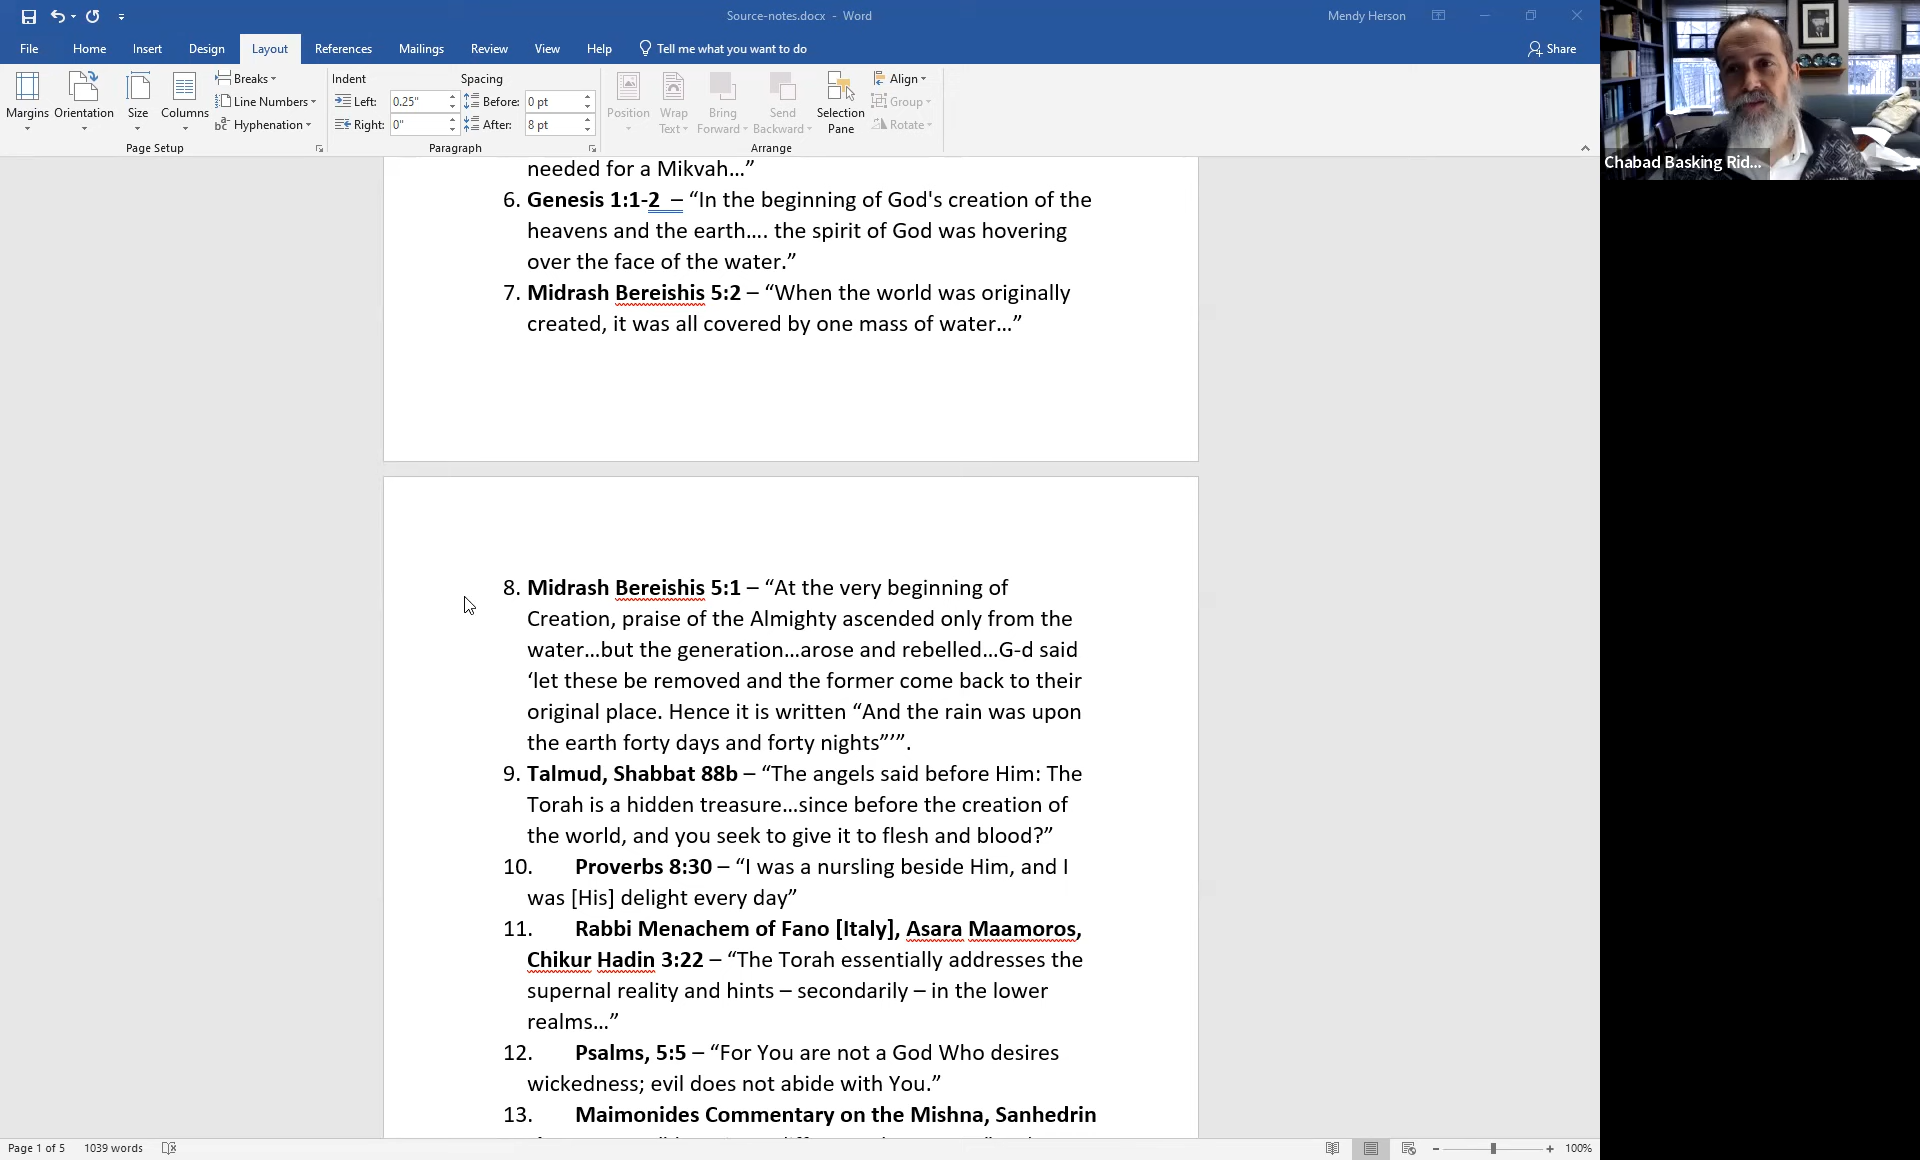 Source-notes.docx - Word
Mendy Herson
File Home Insert Design Layout References Mailings Review View Help Tell me what you want to do Share
Margins
Orientation
Size
Columns
Breaks
Line Numbers
Hyphenation
Page Setup
Indent
Left: 0.25"
Right: 0"
Spacing
Before: 0 pt
After: 8 pt
Paragraph
Position
Wrap
Text
Bring
Forward
Send
Backward
Selection
Pane
Align
Group
Rotate
Arrange
Chabad Basking Rid...
needed for a Mikvah…”
6. Genesis 1:1-2 – “In the beginning of God's creation of the
heavens and the earth…. the spirit of God was hovering
over the face of the water.”
7. Midrash Bereishis 5:2 – “When the world was originally
created, it was all covered by one mass of water…”
8. Midrash Bereishis 5:1 – “At the very beginning of
Creation, praise of the Almighty ascended only from the
water…but the generation…arose and rebelled…G-d said
‘let these be removed and the former come back to their
original place. Hence it is written “And the rain was upon
the earth forty days and forty nights”’”.
9. Talmud, Shabbat 88b – “The angels said before Him: The
Torah is a hidden treasure…since before the creation of
the world, and you seek to give it to flesh and blood?”
10. Proverbs 8:30 – “I was a nursling beside Him, and I
was [His] delight every day”
11. Rabbi Menachem of Fano [Italy], Asara Maamoros,
Chikur Hadin 3:22 – “The Torah essentially addresses the
supernal reality and hints – secondarily – in the lower
realms…”
12. Psalms, 5:5 – “For You are not a God Who desires
wickedness; evil does not abide with You.”
13. Maimonides Commentary on the Mishna, Sanhedrin
Page 1 of 5 1039 words 100%